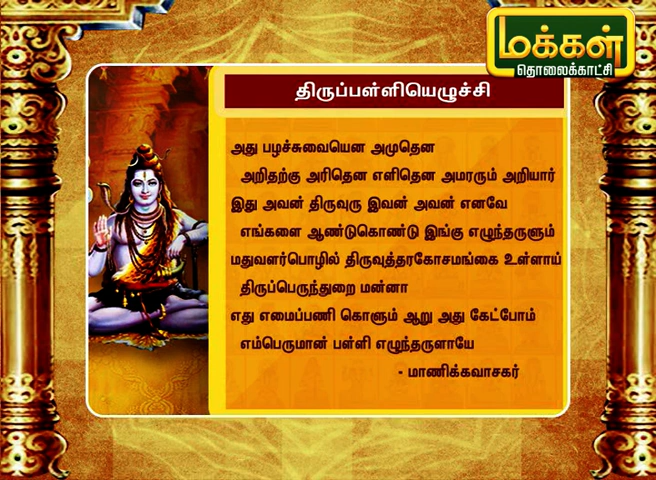 மக்கள்
தொலைக்காட்சி
திருப்பள்ளியெழுச்சி
அது பழச்சுவையென அமுதென
அறிதற்கு அரிதென எளிதென அமரரும் அறியார்
இது அவன் திருவுரு இவன் அவன் எனவே
எங்களை ஆண்டுகொண்டு இங்கு எழுந்தருளும்
மதுவளர்பொழில் திருவுத்தரகோசமங்கை உள்ளாய்
திருப்பெருந்துறை மன்னா
எது எமைப்பணி கொளும் ஆறு அது கேட்போம்
எம்பெருமான் பள்ளி எழுந்தருளாயே
- மாணிக்கவாசகர்